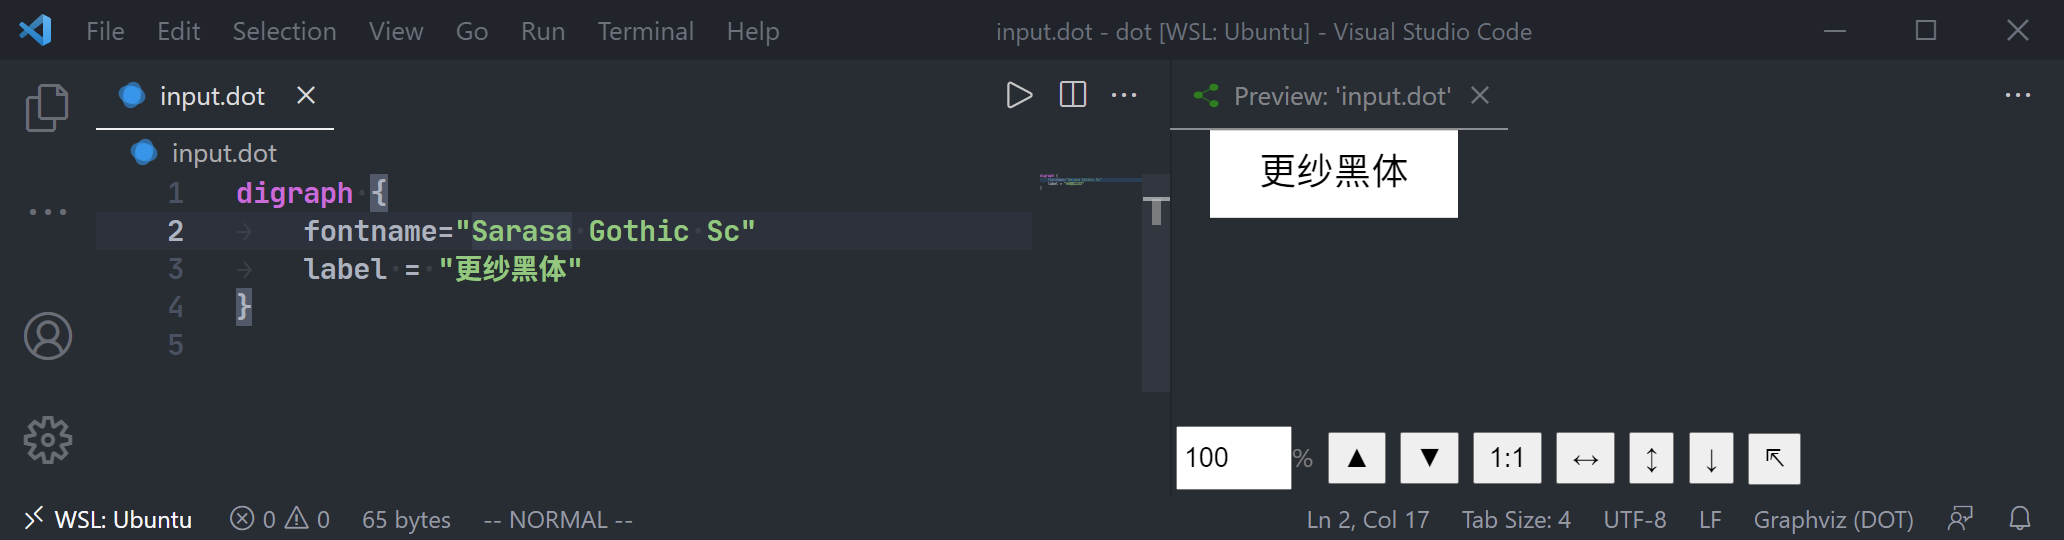 File Edit Selection View Go Run Terminal Help input.dot - dot [WSL: Ubuntu] - Visual Studio Code
input.dot
input.dot
1 digraph {
2 fontname="Sarasa Gothic Sc"
3 label = "更纱黑体"
4 }
5
Preview: 'input.dot'
更纱黑体
100 % ▲ ▼ 1:1 ↔ ↕ ↓ ↖
WSL: Ubuntu 0 0 65 bytes -- NORMAL -- Ln 2, Col 17 Tab Size: 4 UTF-8 LF Graphviz (DOT)